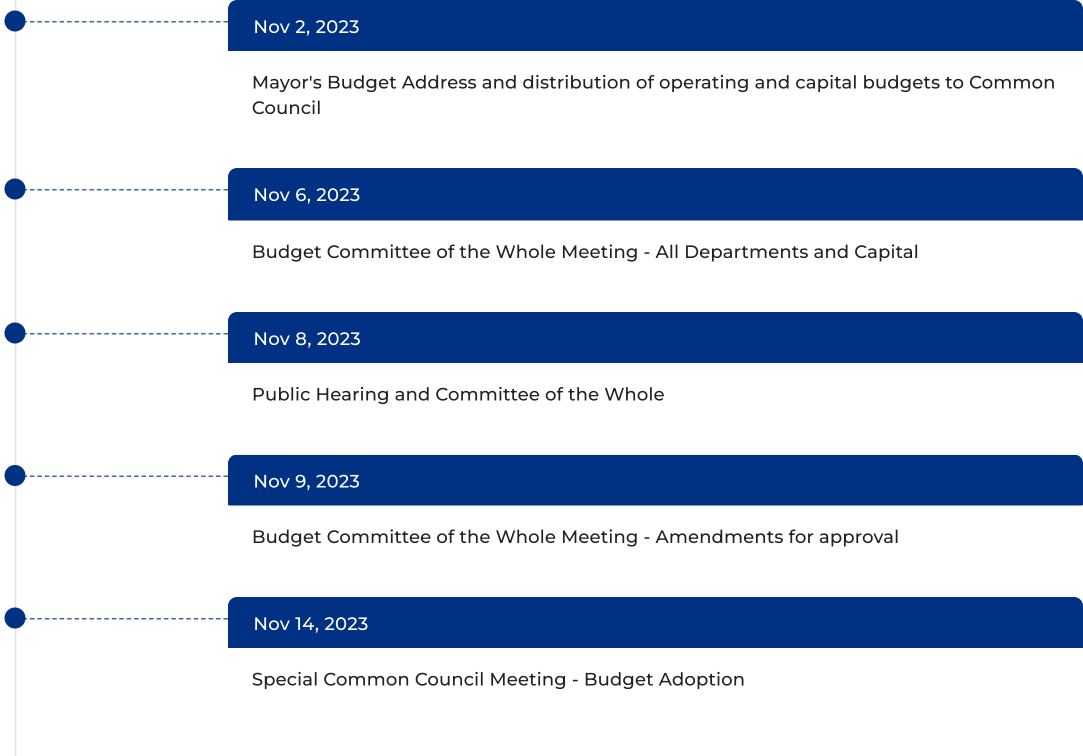 Nov 2, 2023
Mayor's Budget Address and distribution of operating and capital budgets to Common
Council
Nov 6, 2023
Budget Committee of the Whole Meeting - All Departments and Capital
Nov 8, 2023
Public Hearing and Committee of the Whole
Nov 9, 2023
Budget Committee of the Whole Meeting - Amendments for approval
Nov 14, 2023
Special Common Council Meeting - Budget Adoption